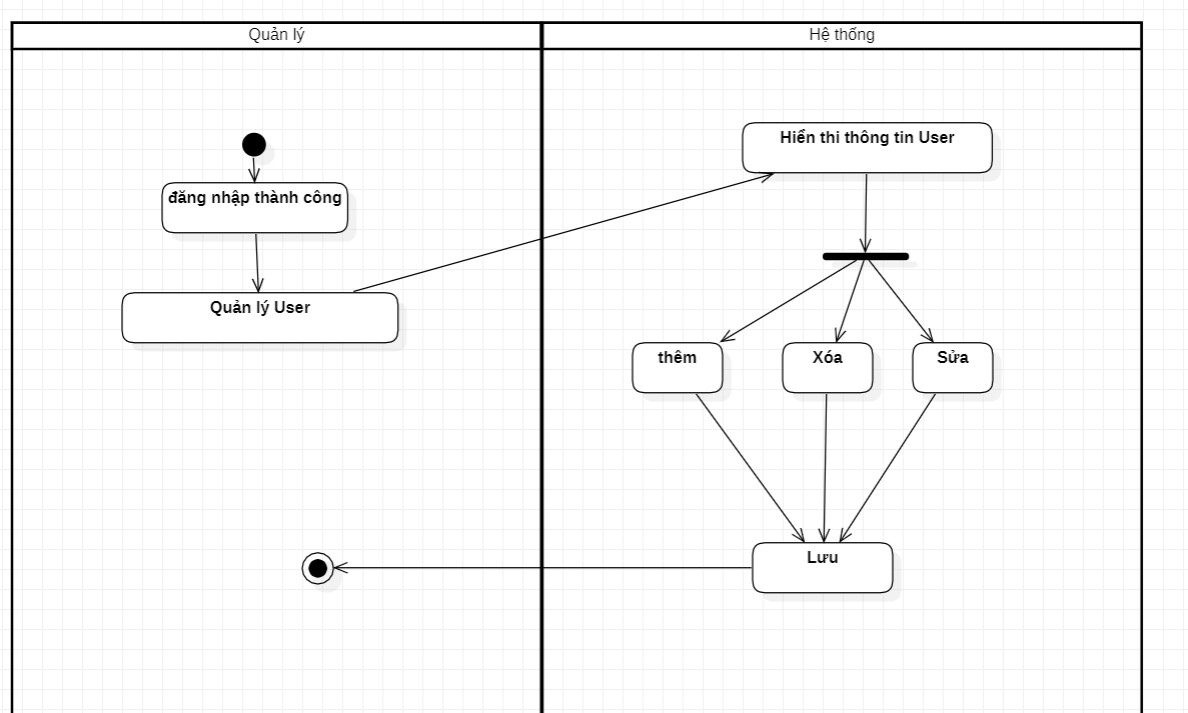 Quản lý
Hệ thống
Hiển thi thông tin User
đăng nhập thành công
Quản lý User
thêm
Xóa
Sửa
Lưu